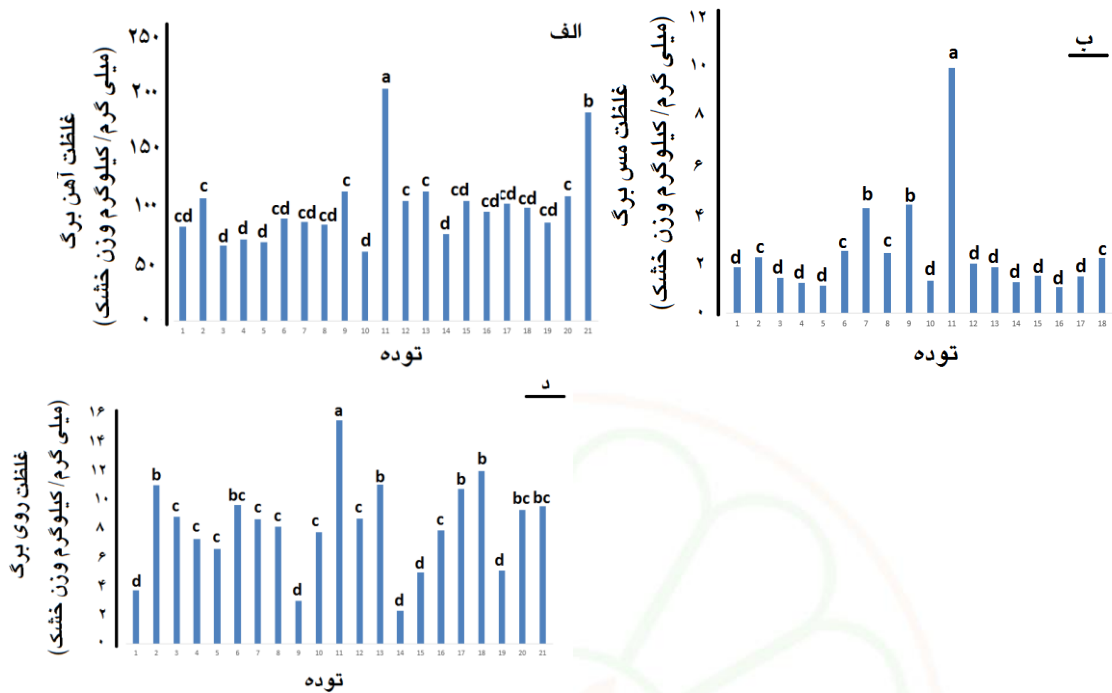 الف
غلظت آهن برگ
(میلی گرم/ کیلوگرم وزن خشک)
۲۵۰
۲۰۰
۱۵۰
۱۰۰
۵۰
۰
cd c d d d cd cd cd c d a c c d cd cd cd cd cd c b
1 2 3 4 5 6 7 8 9 10 11 12 13 14 15 16 17 18 19 20 21
توده
ب
غلظت مس برگ
(میلی گرم/ کیلوگرم وزن خشک)
۱۲
۱۰
۸
۶
۴
۲
۰
d c d d d c b c b d a d d d d d d c
1 2 3 4 5 6 7 8 9 10 11 12 13 14 15 16 17 18
توده
د
غلظت روی برگ
(میلی گرم/ کیلوگرم وزن خشک)
۱۶
۱۴
۱۲
۱۰
۸
۶
۴
۲
۰
d b c c c bc c c d c a c b d d c b b d bc bc
1 2 3 4 5 6 7 8 9 10 11 12 13 14 15 16 17 18 19 20 21
توده